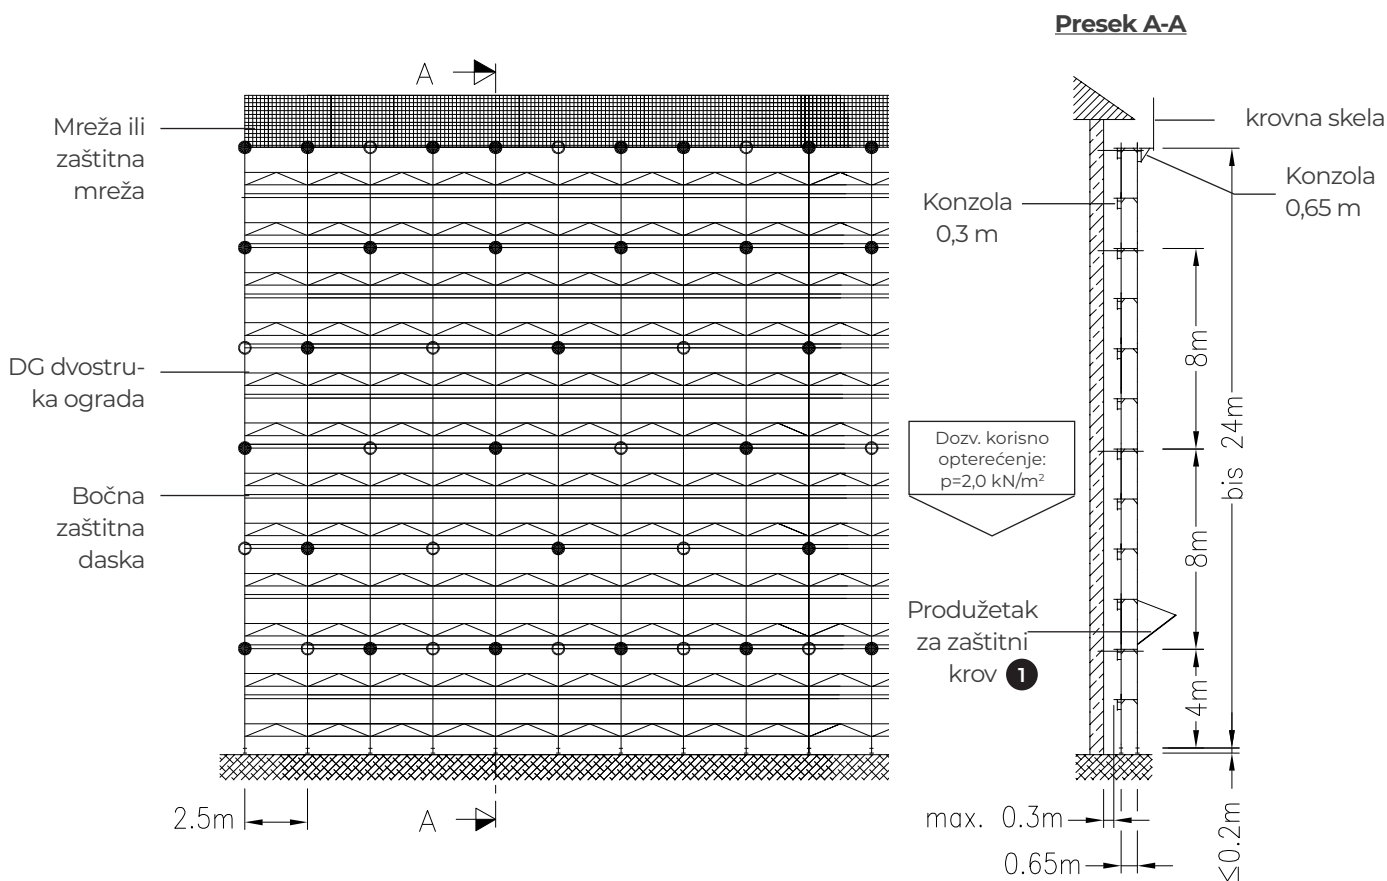 Presek A-A
A
Mreža ili
zaštitna
mreža
krovna skela
Konzola
0,65 m
Konzola
0,3 m
DG dvostru-
ka ograda
8m
bis 24m
Dozv. korisno
opterećenje:
p=2,0 kN/m²
Bočna
zaštitna
daska
8m
Produžetak
za zaštitni
krov 1
4m
2.5m
A
max. 0.3m
0.65m
≤0.2m